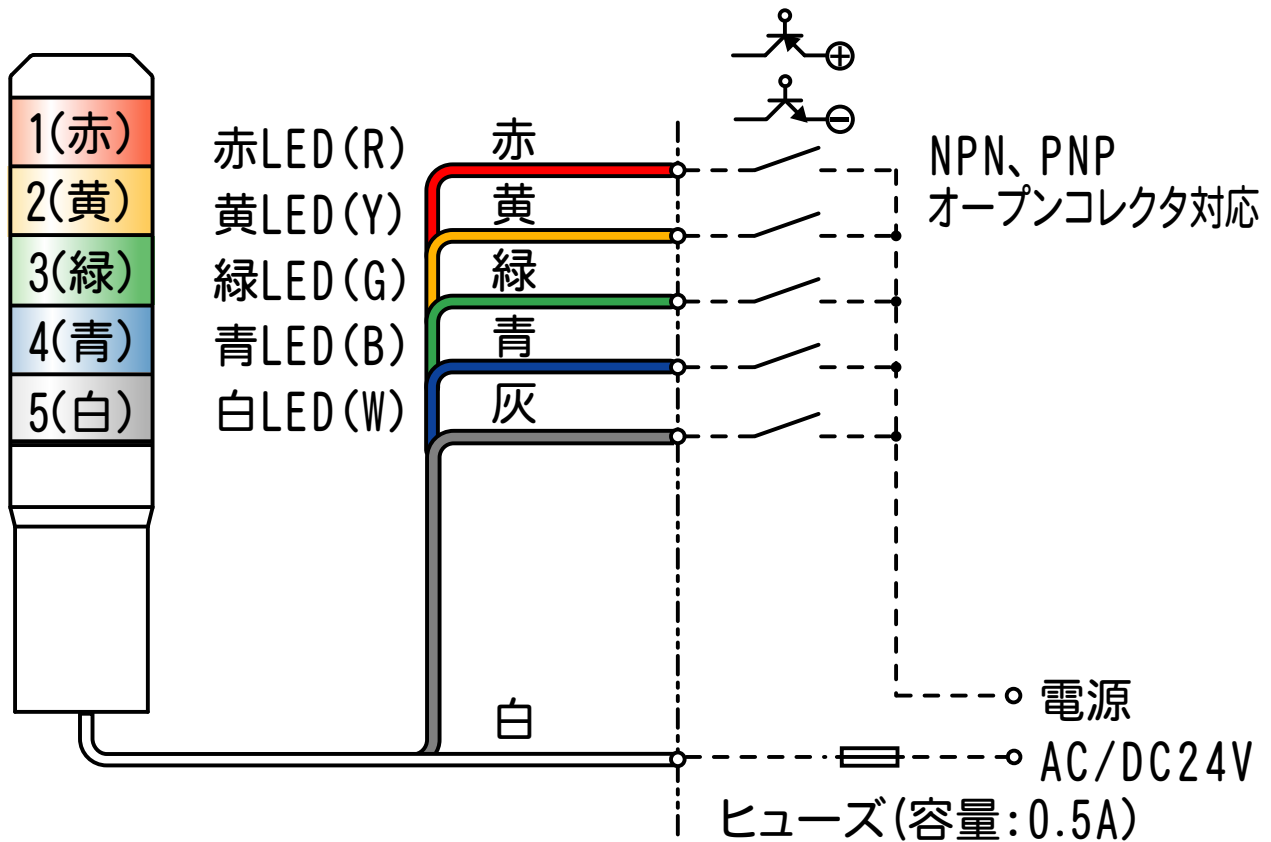 1(赤)
2(黄)
3(緑)
4(青)
5(白)
赤LED(R)
黄LED(Y)
緑LED(G)
青LED(B)
白LED(W)
赤
黄
緑
青
灰
白
NPN、PNP
オープンコレクタ対応
電源
AC/DC24V
ヒューズ(容量:0.5A)